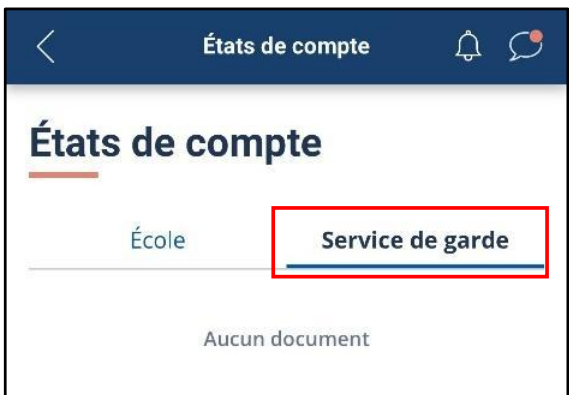 États de compte
États de compte
École
Service de garde
Aucun document